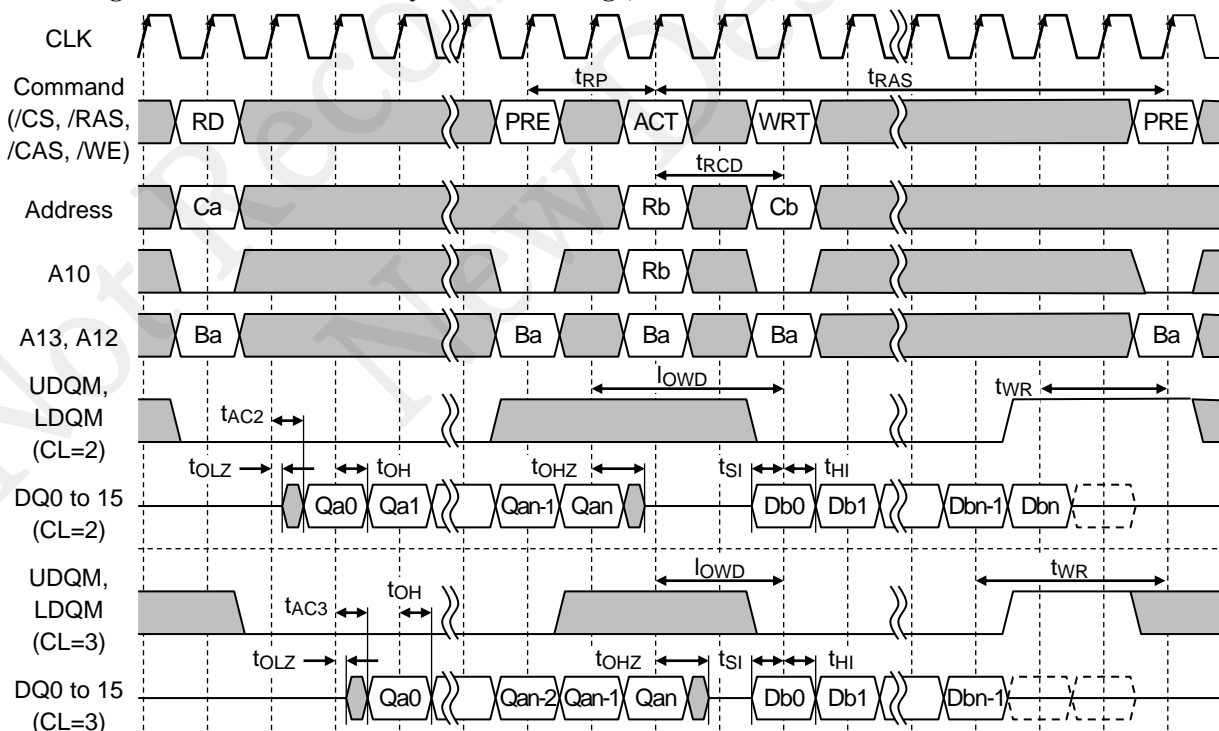 CLK
Command
(/CS, /RAS,
/CAS, /WE)
tRP
tRAS
RD
PRE
ACT
WRT
PRE
tRCD
Address
Ca
Rb
Cb
A10
Rb
A13, A12
Ba
Ba
Ba
Ba
Ba
UDQM,
LDQM
(CL=2)
lOWD
tWR
tAC2
tOLZ
tOH
tOHZ
tSI
tHI
DQ0 to 15
(CL=2)
Qa0
Qa1
Qan-1
Qan
Db0
Db1
Dbn-1
Dbn
UDQM,
LDQM
(CL=3)
lOWD
tWR
tAC3
tOH
tOLZ
tOHZ
tSI
tHI
DQ0 to 15
(CL=3)
Qa0
Qan-2
Qan-1
Qan
Db0
Db1
Dbn-1